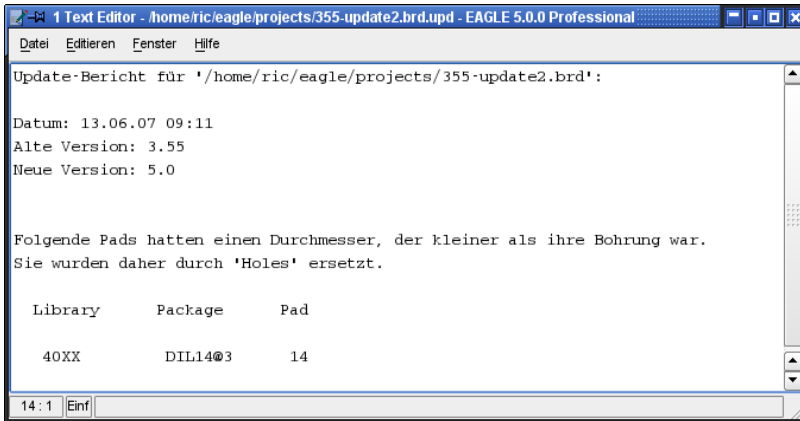 1 Text Editor - /home/ric/eagle/projects/355-update2.brd.upd - EAGLE 5.0.0 Professional
Datei Editieren Fenster Hilfe
Update-Bericht für '/home/ric/eagle/projects/355-update2.brd':
Datum: 13.06.07 09:11
Alte Version: 3.55
Neue Version: 5.0
Folgende Pads hatten einen Durchmesser, der kleiner als ihre Bohrung war.
Sie wurden daher durch 'Holes' ersetzt.
Library Package Pad
40XX DIL14@3 14
14:1 Einf